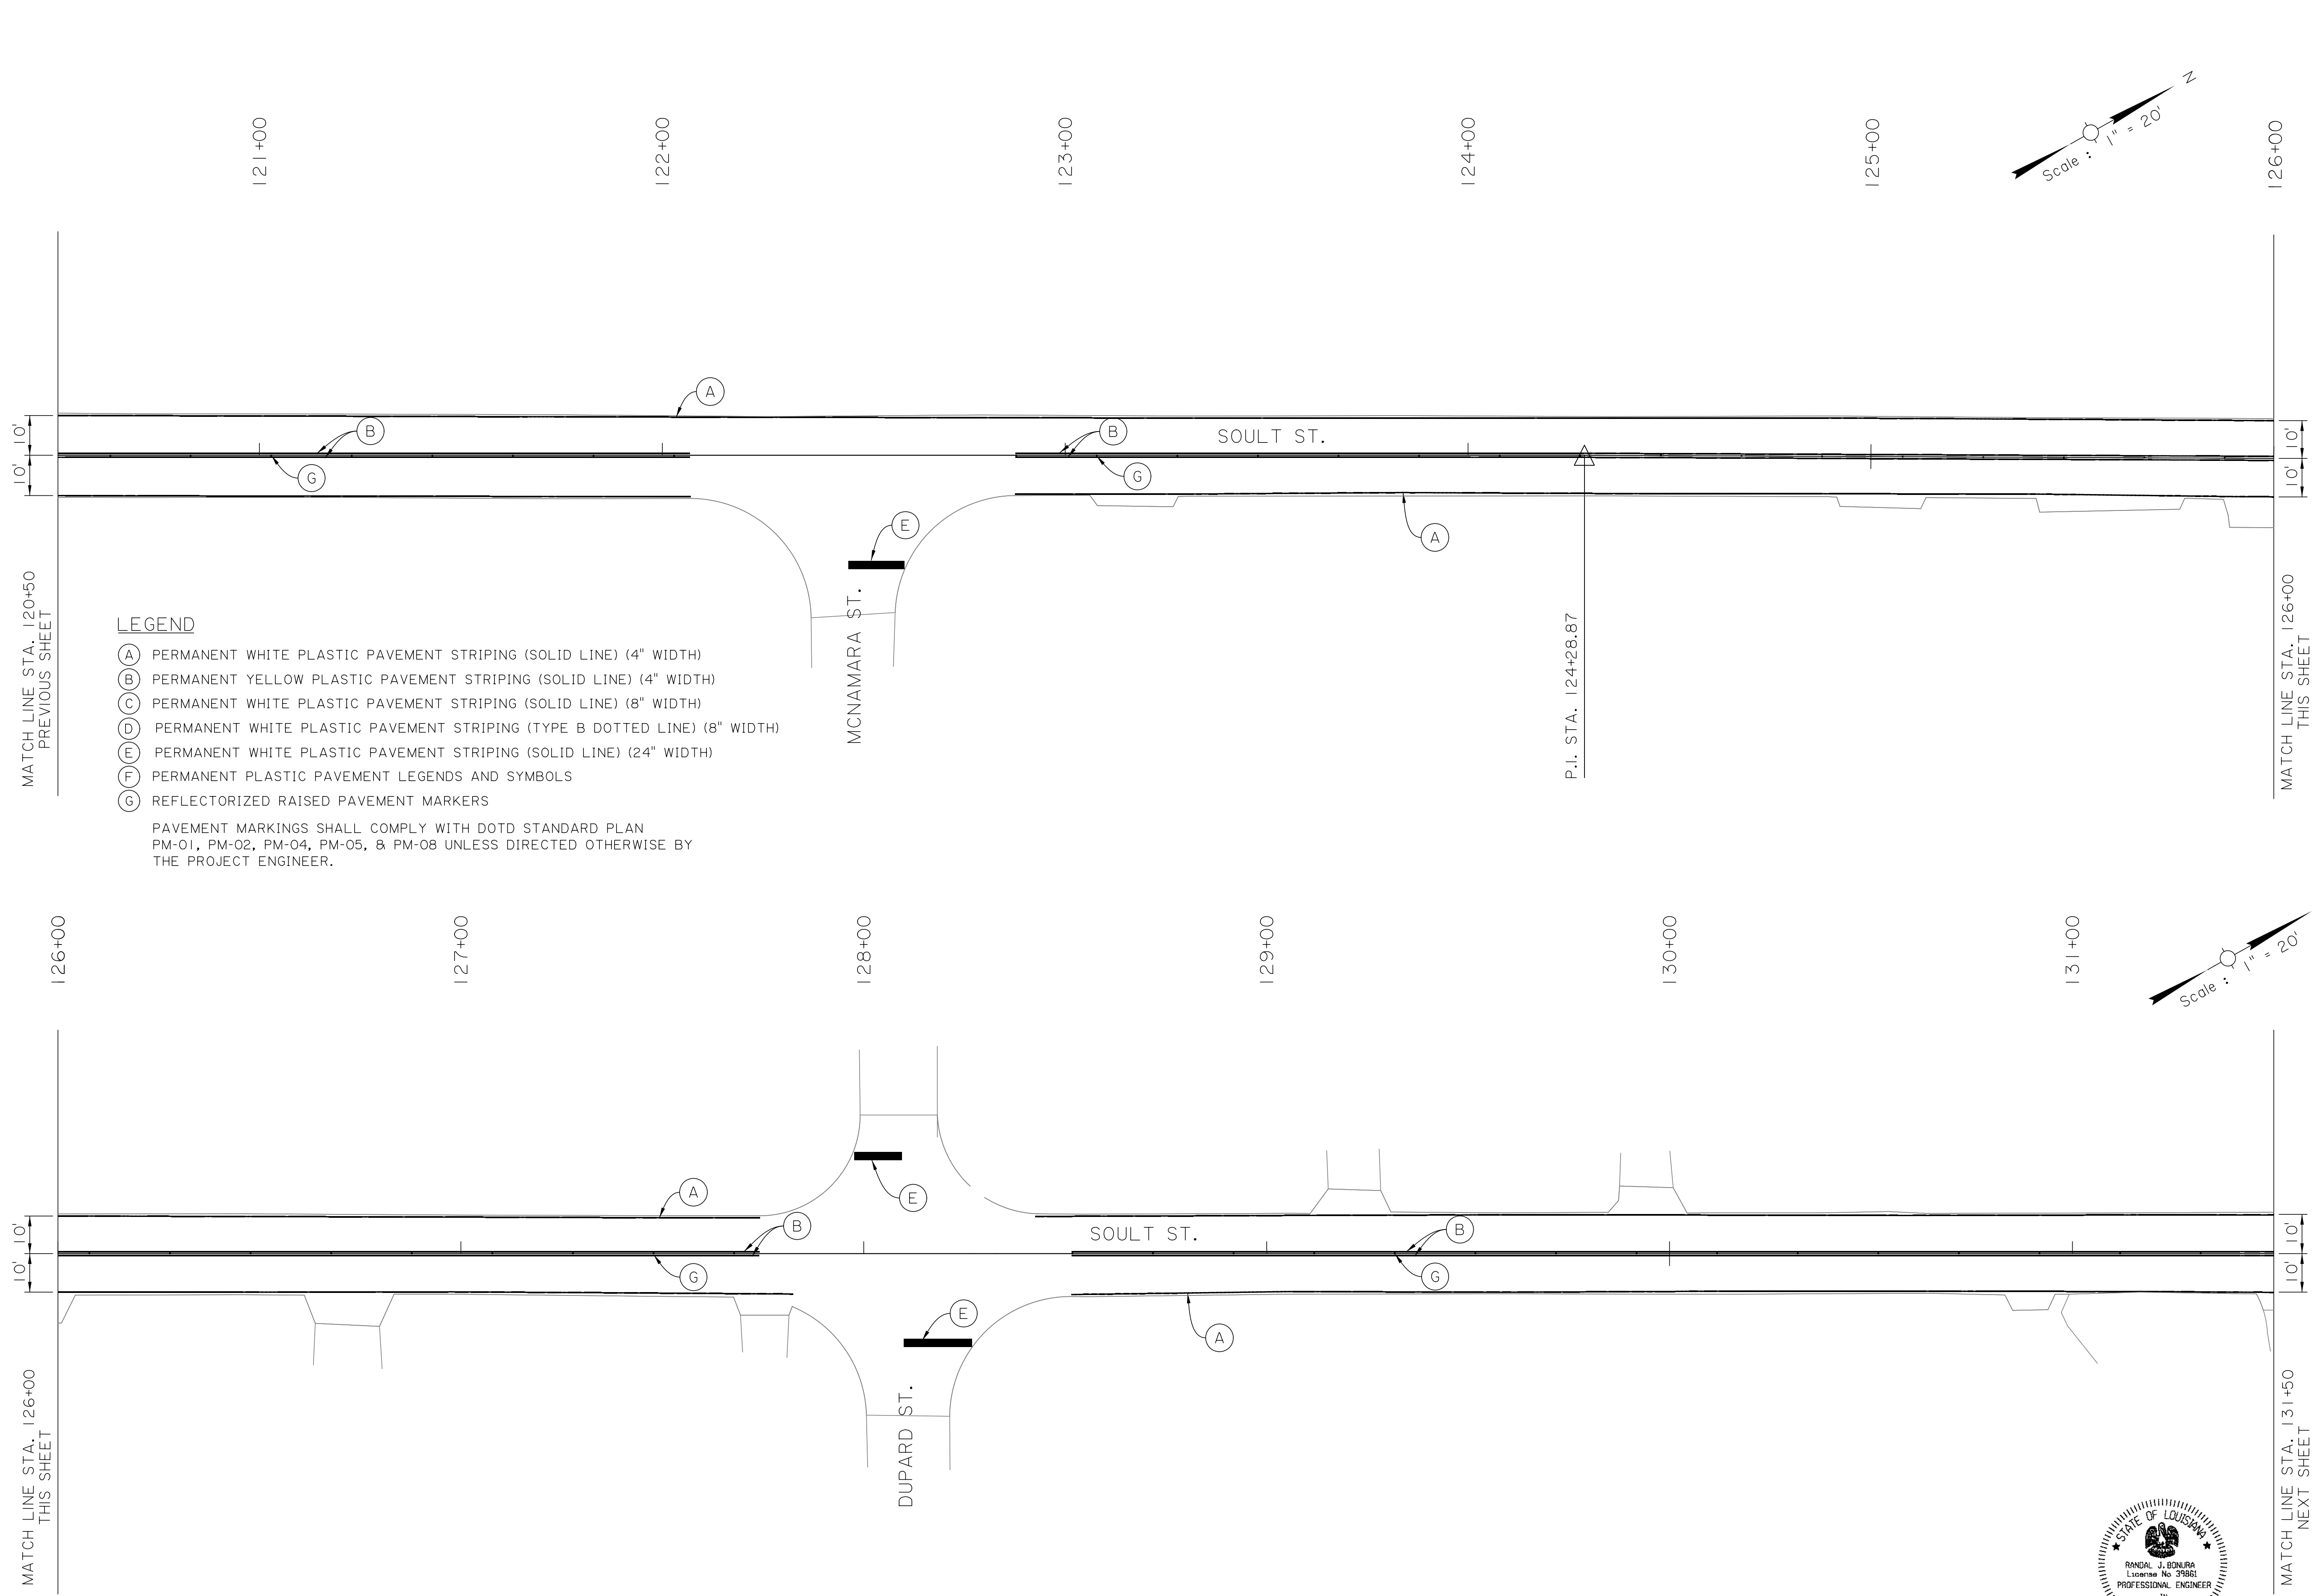 121+00
122+00
123+00
124+00
125+00
126+00
N
Scale : 1" = 20'
A
B
B
SOULT ST.
10'
10'
10'
10'
G
G
E
A
MATCH LINE STA. 120+50
PREVIOUS SHEET
MCNAMARA ST.
P.I. STA. 124+28.87
MATCH LINE STA. 126+00
THIS SHEET
LEGEND
A PERMANENT WHITE PLASTIC PAVEMENT STRIPING (SOLID LINE) (4" WIDTH)
B PERMANENT YELLOW PLASTIC PAVEMENT STRIPING (SOLID LINE) (4" WIDTH)
C PERMANENT WHITE PLASTIC PAVEMENT STRIPING (SOLID LINE) (8" WIDTH)
D PERMANENT WHITE PLASTIC PAVEMENT STRIPING (TYPE B DOTTED LINE) (8" WIDTH)
E PERMANENT WHITE PLASTIC PAVEMENT STRIPING (SOLID LINE) (24" WIDTH)
F PERMANENT PLASTIC PAVEMENT LEGENDS AND SYMBOLS
G REFLECTORIZED RAISED PAVEMENT MARKERS
PAVEMENT MARKINGS SHALL COMPLY WITH DOTD STANDARD PLAN
PM-01, PM-02, PM-04, PM-05, & PM-08 UNLESS DIRECTED OTHERWISE BY
THE PROJECT ENGINEER.
126+00
127+00
128+00
129+00
130+00
131+00
Scale : 1" = 20'
A
E
B
SOULT ST.
B
10'
10'
10'
10'
G
G
E
A
MATCH LINE STA. 126+00
THIS SHEET
DUPARD ST.
MATCH LINE STA. 131+50
NEXT SHEET
STATE OF LOUISIANA
RANDAL J. BONURA
License No 39861
PROFESSIONAL ENGINEER